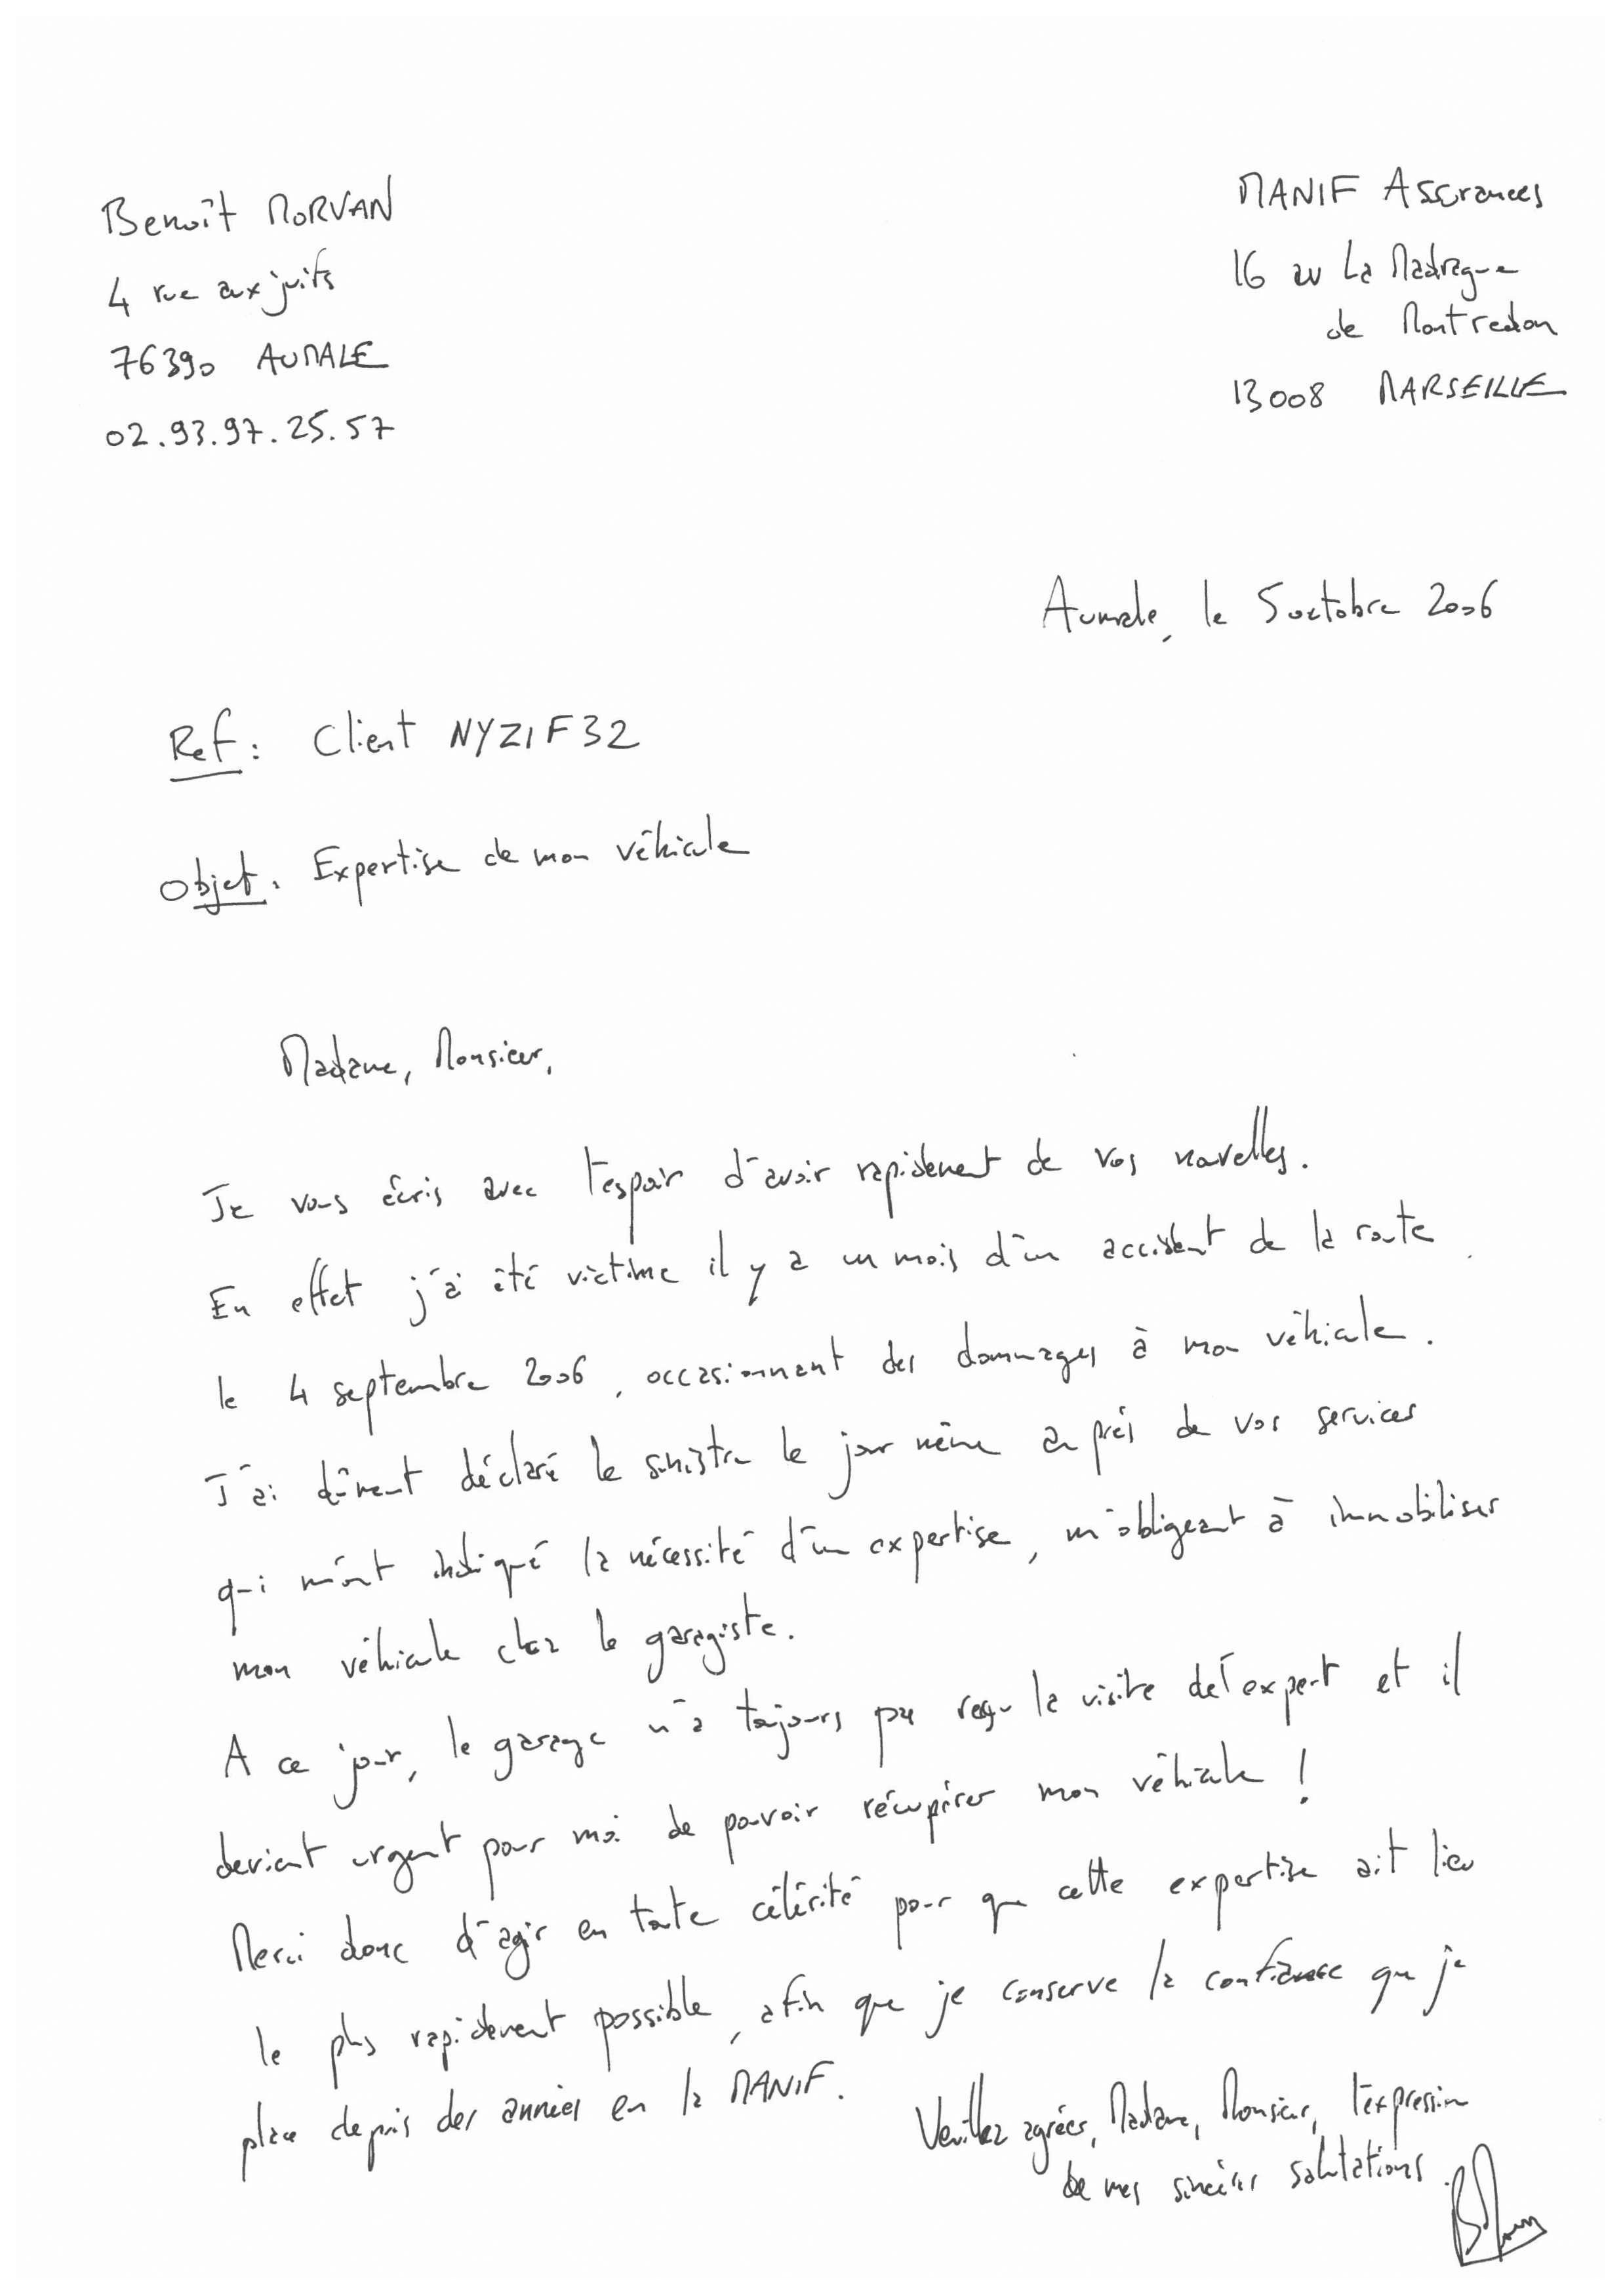 Benoît MORVAN
4 rue aux juifs
76390 AUMALE
02.93.97.25.57
MANIF Assurances
16 av La Madrague
de Montredon
13008 MARSEILLE
Aumale, le 5 octobre 2006
Ref : Client NYZIF32
Objet : Expertise de mon véhicule
Madame, Monsieur,
Je vous écris avec l'espoir d'avoir rapidement de vos nouvelles.
En effet j'ai été victime il y a un mois d'un accident de la route
le 4 septembre 2006, occasionnant des dommages à mon véhicule.
J'ai dûment déclaré le sinistre le jour même auprès de vos services
qui m'ont indiqué la nécessité d'un expertise, m'obligeant à immobiliser
mon véhicule chez le garagiste.
A ce jour, le garage n'a toujours pas reçu la visite de l'expert et il
devient urgent pour moi de pouvoir récupérer mon véhicule !
Merci donc d'agir en toute célérité pour que cette expertise ait lieu
le plus rapidement possible, afin que je conserve la confiance que je
place depuis des années en la MANIF.
Veuillez agréer, Madame, Monsieur, l'expression
de mes sincères salutations.